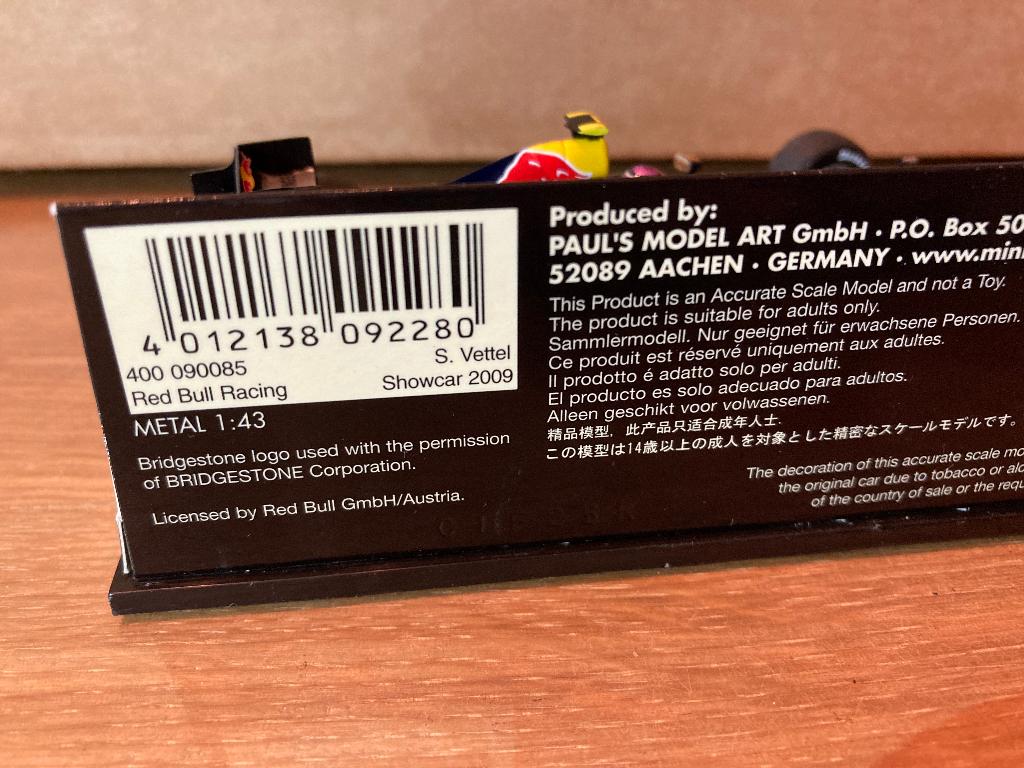 4 012138 092280
400 090085 S. Vettel
Red Bull Racing Showcar 2009
METAL 1:43
Bridgestone logo used with the permission
of BRIDGESTONE Corporation.
Licensed by Red Bull GmbH/Austria.
Produced by:
PAUL'S MODEL ART GmbH · P.O. Box 50
52089 AACHEN · GERMANY · www.mini
This Product is an Accurate Scale Model and not a Toy.
The product is suitable for adults only.
Sammlermodell. Nur geeignet für erwachsene Personen.
Ce produit est réservé uniquement aux adultes.
Il prodotto é adatto solo per adulti.
El producto es solo adecuado para adultos.
Alleen geschikt voor volwassenen.
精品模型，此产品只适合成年人士.
この模型は14歳以上の成人を対象とした精密なスケールモデルです。
The decoration of this accurate scale mo
the original car due to tobacco or alc
of the country of sale or the requ